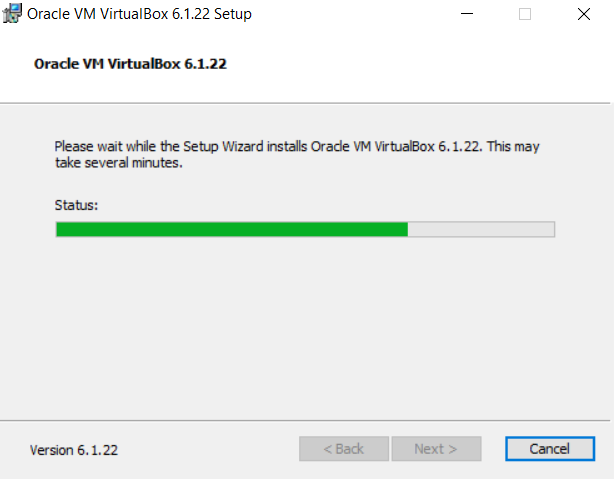 Oracle VM VirtualBox 6.1.22 Setup
Oracle VM VirtualBox 6.1.22
Please wait while the Setup Wizard installs Oracle VM VirtualBox 6.1.22. This may
take several minutes.
Status:
Version 6.1.22
< Back
Next >
Cancel